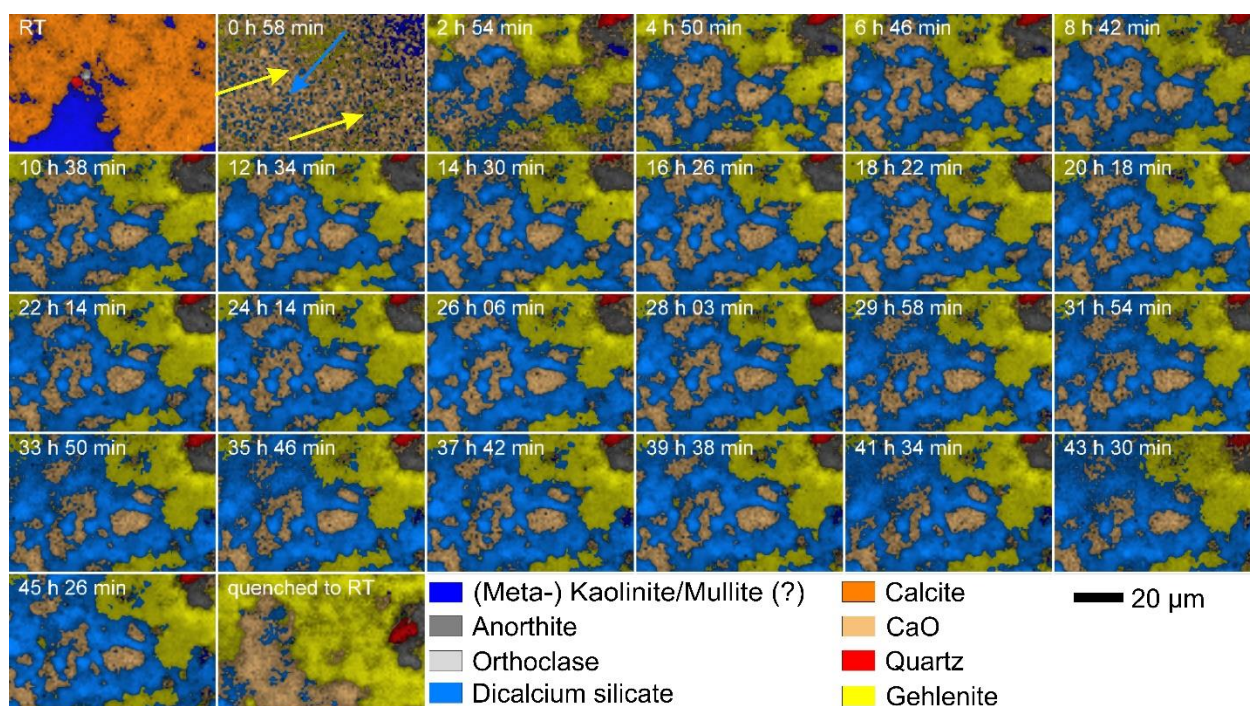 RT 0 h 58 min 2 h 54 min 4 h 50 min 6 h 46 min 8 h 42 min
10 h 38 min 12 h 34 min 14 h 30 min 16 h 26 min 18 h 22 min 20 h 18 min
22 h 14 min 24 h 14 min 26 h 06 min 28 h 03 min 29 h 58 min 31 h 54 min
33 h 50 min 35 h 46 min 37 h 42 min 39 h 38 min 41 h 34 min 43 h 30 min
45 h 26 min quenched to RT
(Meta-) Kaolinite/Mullite (?)
Anorthite
Orthoclase
Dicalcium silicate
Calcite
CaO
Quartz
Gehlenite
20 µm